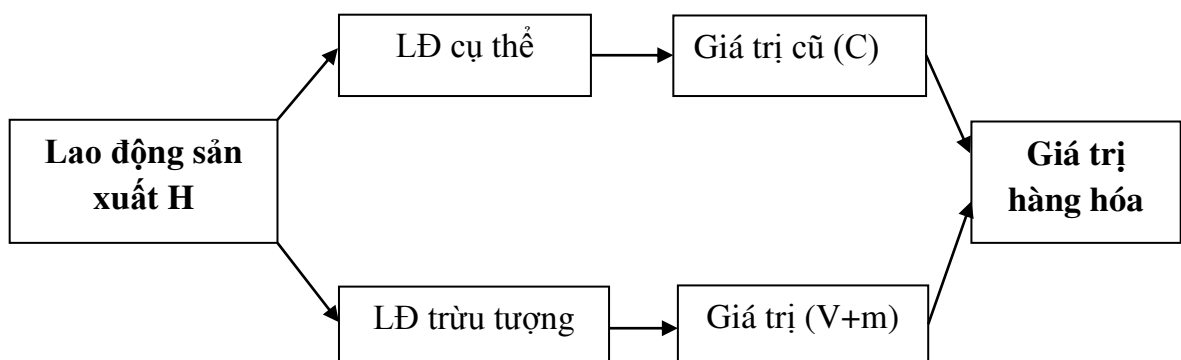 LĐ cụ thể
Giá trị cũ (C)
Lao động sản
xuất H
Giá trị
hàng hóa
LĐ trừu tượng
Giá trị (V+m)